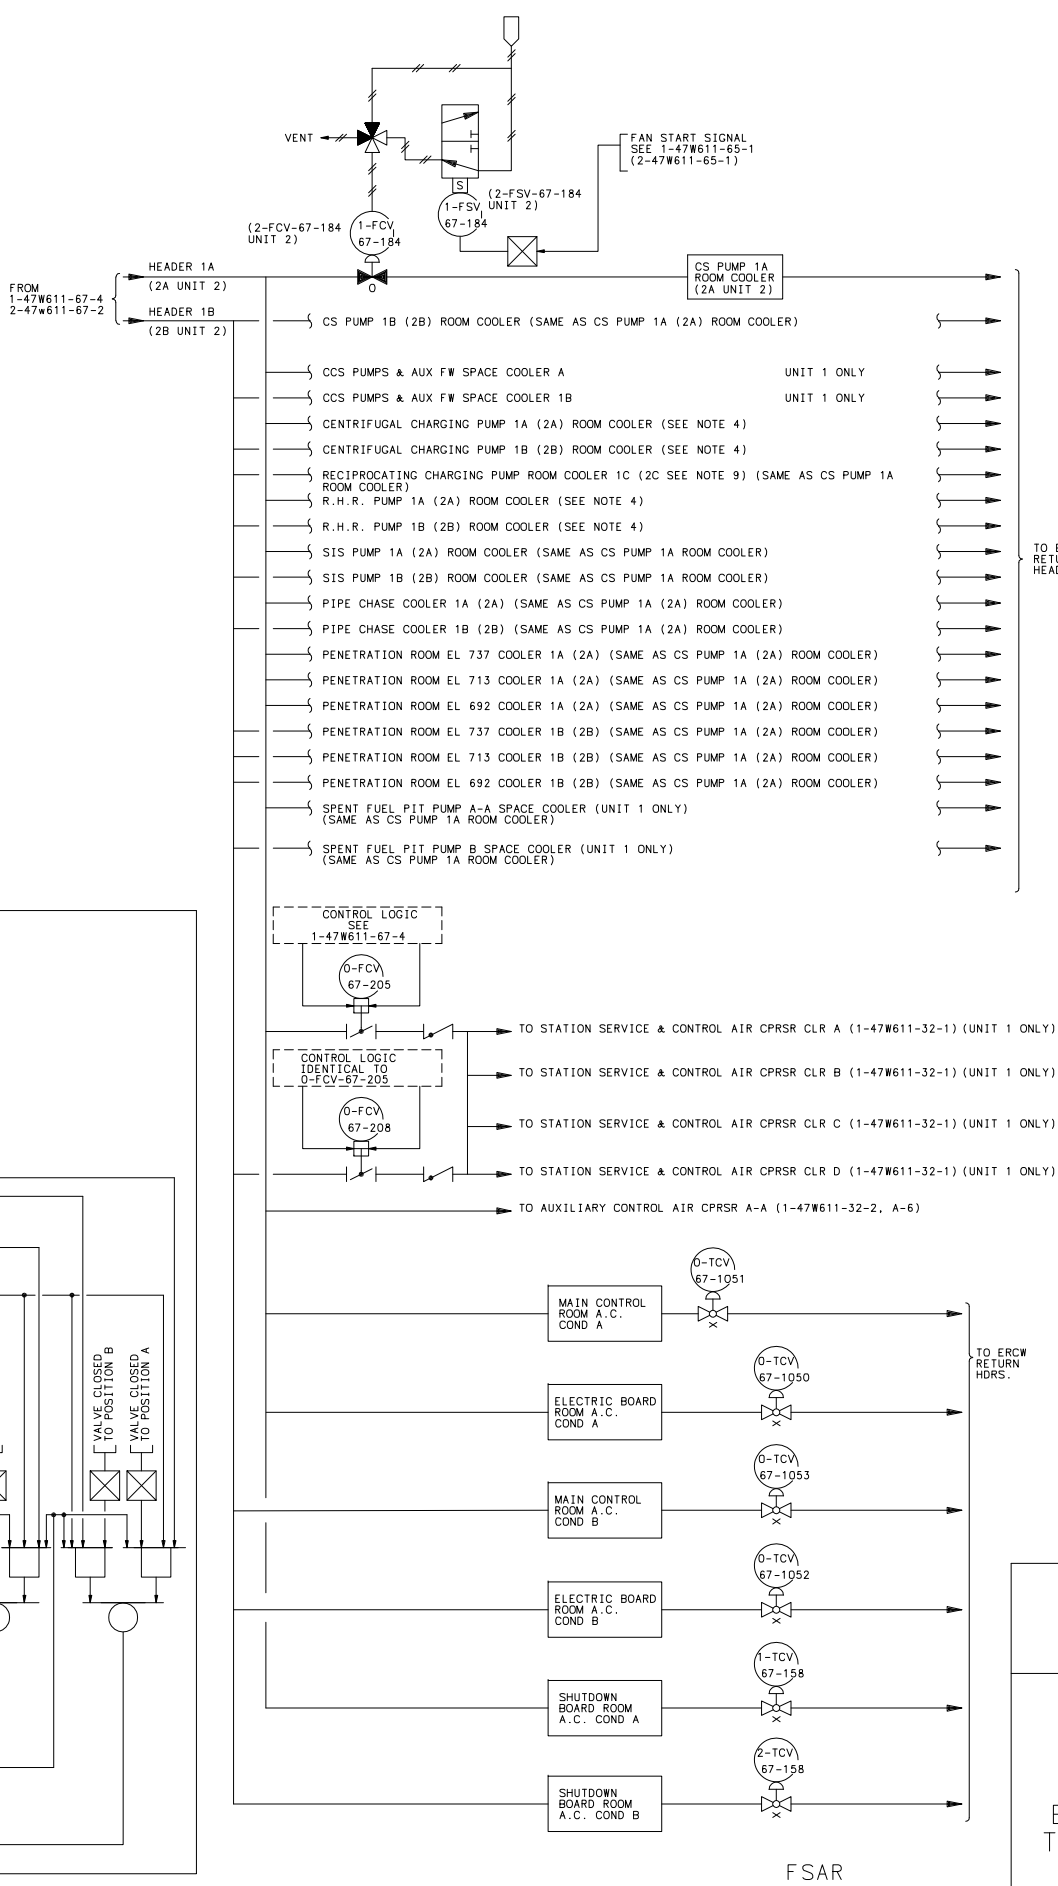 VENT
FAN START SIGNAL
SEE 1-47W611-65-1
(2-47W611-65-1)
S
1-FSV
67-184
(2-FSV-67-184
UNIT 2)
(2-FCV-67-184
UNIT 2)
1-FCV
67-184
O
FROM
1-47W611-67-4
2-47w611-67-2
HEADER 1A
(2A UNIT 2)
HEADER 1B
(2B UNIT 2)
CS PUMP 1A
ROOM COOLER
(2A UNIT 2)
CS PUMP 1B (2B) ROOM COOLER (SAME AS CS PUMP 1A (2A) ROOM COOLER)
CCS PUMPS & AUX FW SPACE COOLER A UNIT 1 ONLY
CCS PUMPS & AUX FW SPACE COOLER 1B UNIT 1 ONLY
CENTRIFUGAL CHARGING PUMP 1A (2A) ROOM COOLER (SEE NOTE 4)
CENTRIFUGAL CHARGING PUMP 1B (2B) ROOM COOLER (SEE NOTE 4)
RECIPROCATING CHARGING PUMP ROOM COOLER 1C (2C SEE NOTE 9) (SAME AS CS PUMP 1A
ROOM COOLER)
R.H.R. PUMP 1A (2A) ROOM COOLER (SEE NOTE 4)
R.H.R. PUMP 1B (2B) ROOM COOLER (SEE NOTE 4)
SIS PUMP 1A (2A) ROOM COOLER (SAME AS CS PUMP 1A ROOM COOLER)
SIS PUMP 1B (2B) ROOM COOLER (SAME AS CS PUMP 1A ROOM COOLER)
PIPE CHASE COOLER 1A (2A) (SAME AS CS PUMP 1A (2A) ROOM COOLER)
PIPE CHASE COOLER 1B (2B) (SAME AS CS PUMP 1A (2A) ROOM COOLER)
PENETRATION ROOM EL 737 COOLER 1A (2A) (SAME AS CS PUMP 1A (2A) ROOM COOLER)
PENETRATION ROOM EL 713 COOLER 1A (2A) (SAME AS CS PUMP 1A (2A) ROOM COOLER)
PENETRATION ROOM EL 692 COOLER 1A (2A) (SAME AS CS PUMP 1A (2A) ROOM COOLER)
PENETRATION ROOM EL 737 COOLER 1B (2B) (SAME AS CS PUMP 1A (2A) ROOM COOLER)
PENETRATION ROOM EL 713 COOLER 1B (2B) (SAME AS CS PUMP 1A (2A) ROOM COOLER)
PENETRATION ROOM EL 692 COOLER 1B (2B) (SAME AS CS PUMP 1A (2A) ROOM COOLER)
SPENT FUEL PIT PUMP A-A SPACE COOLER (UNIT 1 ONLY)
(SAME AS CS PUMP 1A ROOM COOLER)
SPENT FUEL PIT PUMP B SPACE COOLER (UNIT 1 ONLY)
(SAME AS CS PUMP 1A ROOM COOLER)
TO
CONTROL LOGIC
SEE
1-47W611-67-4
0-FCV
67-205
TO STATION SERVICE & CONTROL AIR CPRSR CLR A (1-47W611-32-1) (UNIT 1 ONLY)
CONTROL LOGIC
IDENTICAL TO
0-FCV-67-205
TO STATION SERVICE & CONTROL AIR CPRSR CLR B (1-47W611-32-1) (UNIT 1 ONLY)
0-FCV
67-208
TO STATION SERVICE & CONTROL AIR CPRSR CLR C (1-47W611-32-1) (UNIT 1 ONLY)
TO STATION SERVICE & CONTROL AIR CPRSR CLR D (1-47W611-32-1) (UNIT 1 ONLY)
TO AUXILIARY CONTROL AIR CPRSR A-A (1-47W611-32-2, A-6)
0-TCV
67-1051
MAIN CONTROL
ROOM A.C.
COND A
TO ERCW
RETURN
HDRS.
0-TCV
67-1050
ELECTRIC BOARD
ROOM A.C.
COND A
VALVE CLOSED
TO POSITION B
VALVE CLOSED
TO POSITION A
0-TCV
67-1053
MAIN CONTROL
ROOM A.C.
COND B
0-TCV
67-1052
ELECTRIC BOARD
ROOM A.C.
COND B
1-TCV
67-158
SHUTDOWN
BOARD ROOM
A.C. COND A
2-TCV
67-158
SHUTDOWN
BOARD ROOM
A.C. COND B
FSAR